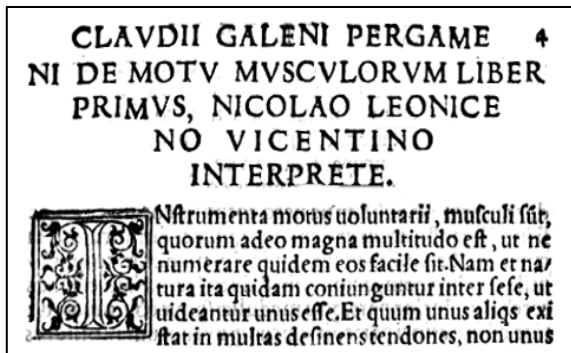 CLAVDII GALENI PERGAME 4
NI DE MOTV MVSCVLORVM LIBER
PRIMVS, NICOLAO LEONICE
NO VICENTINO
INTERPRETE.
INſtrumenta motus uoluntarii, muſculi ſũt,
quorum adeo magna multitudo eſt, ut ne
numerare quidem eos facile ſit. Nam et na/
tura ita quidam coniunguntur inter ſeſe, ut
uideantur unus eſſe. Et quum unus aliqs exi
ſtat in multas deſinens tendones, non unus